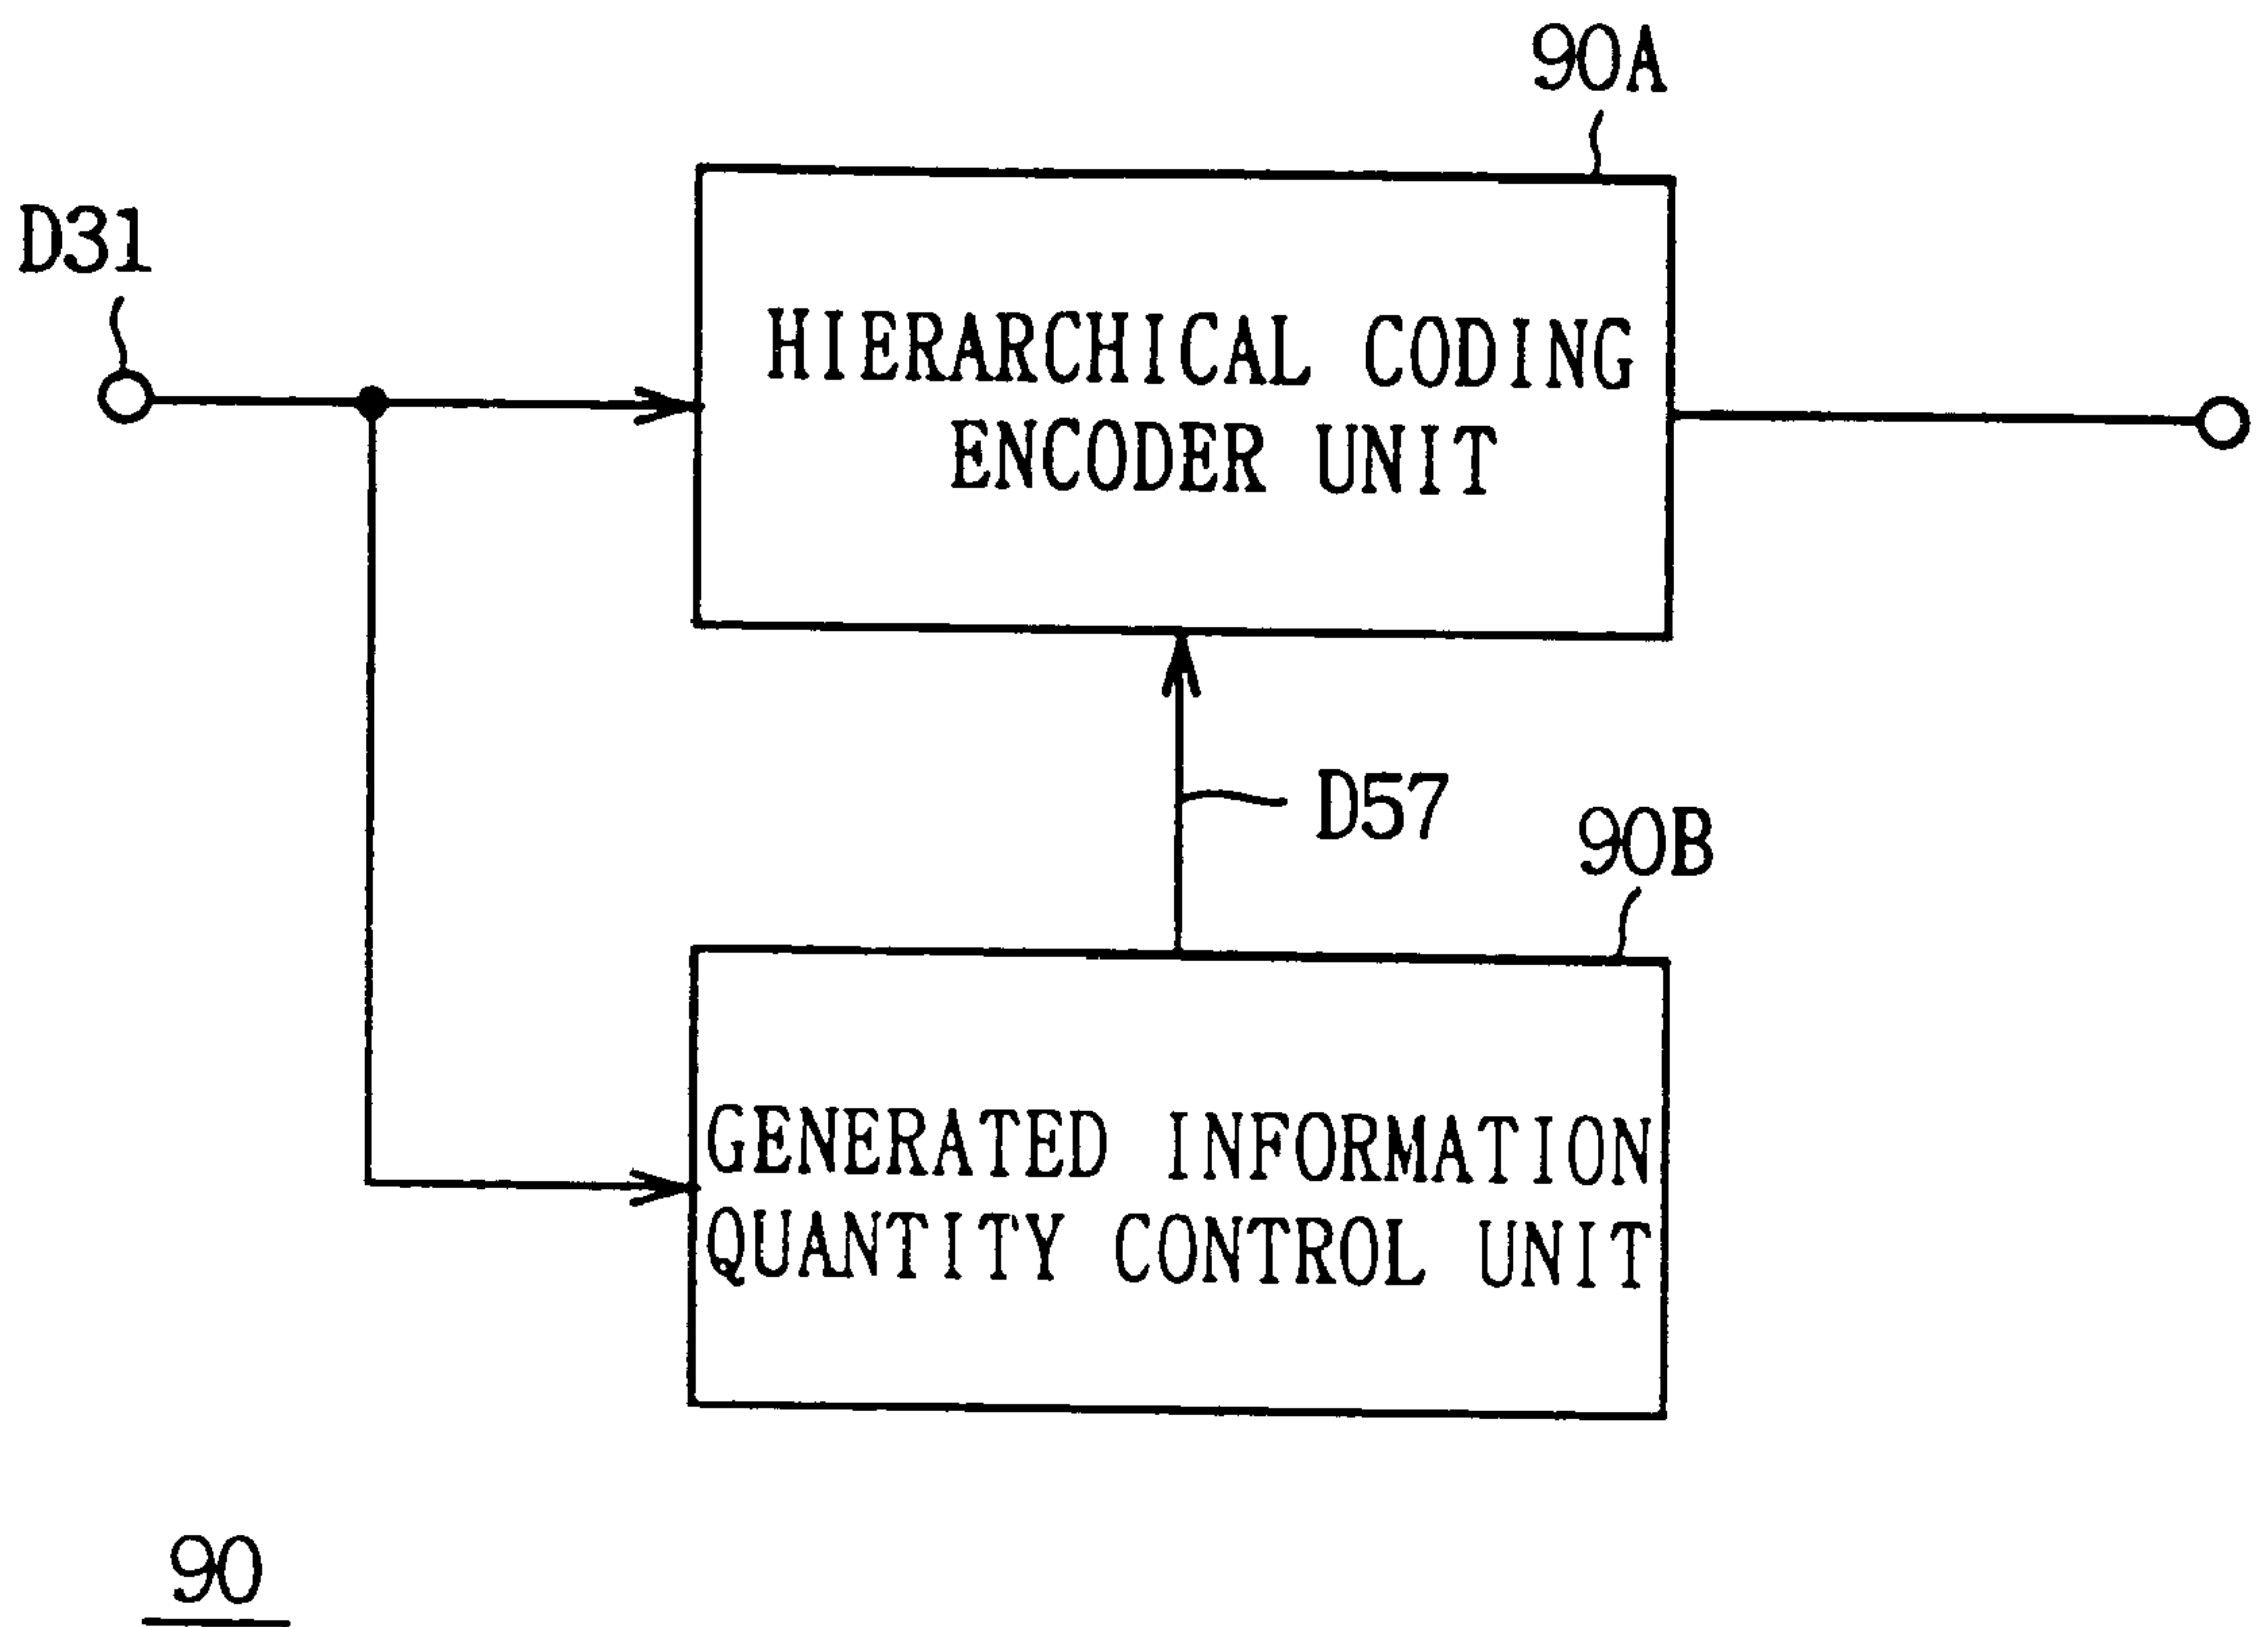 90A
D31
HIERARCHICAL CODING
ENCODER UNIT
D57
90B
GENERATED INFORMATION
QUANTITY CONTROL UNIT
90